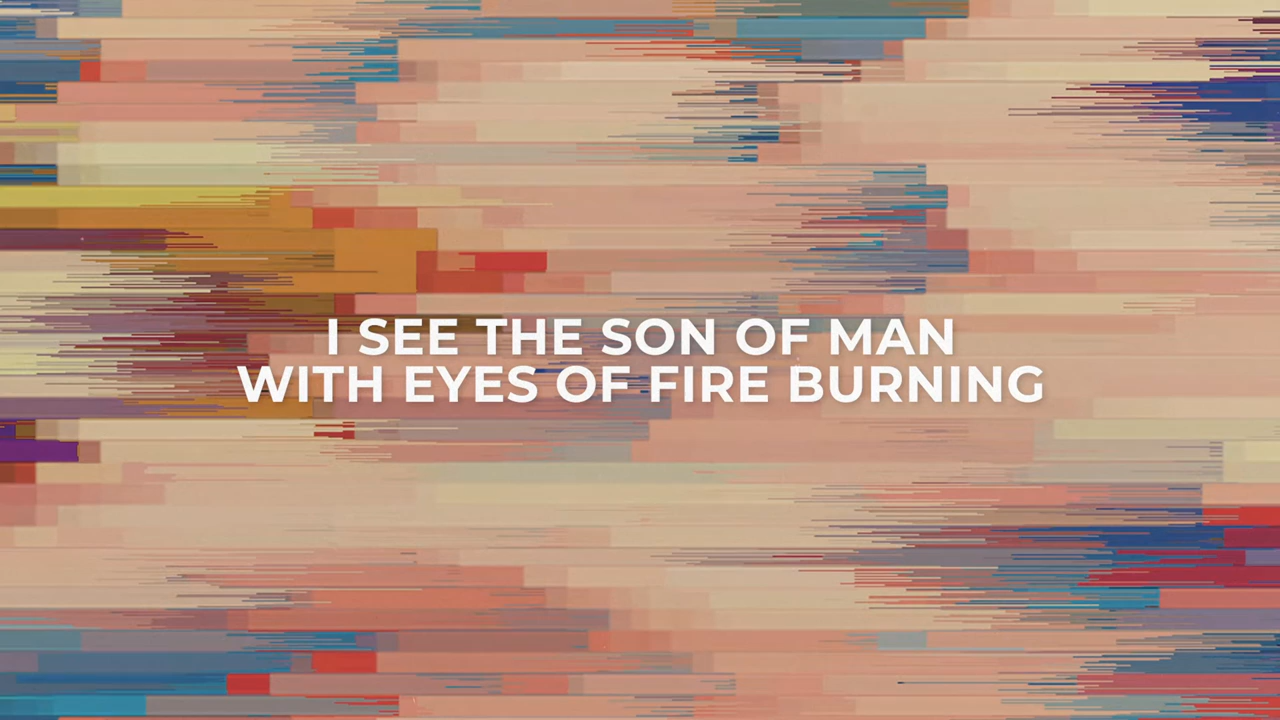 I SEE THE SON OF MAN
WITH EYES OF FIRE BURNING